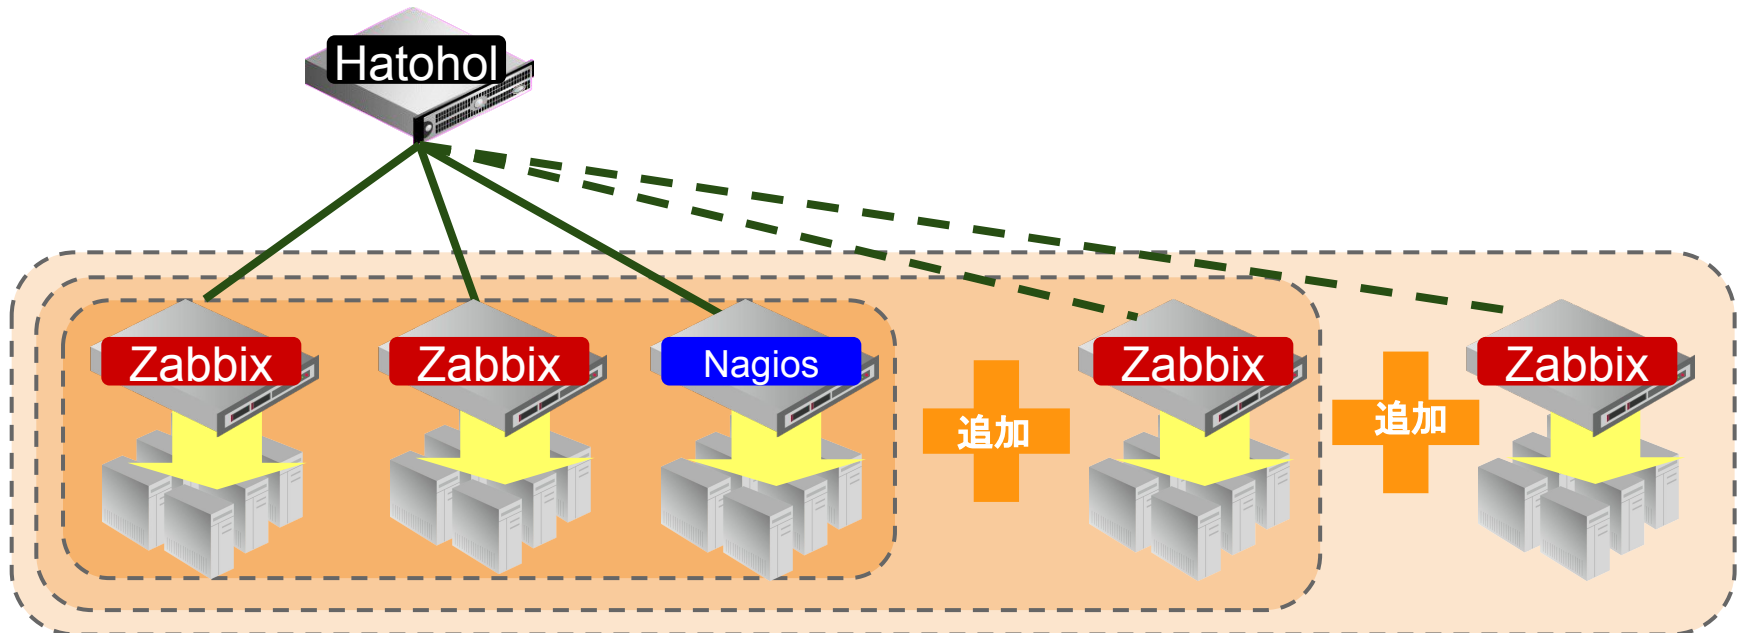 Hatohol
Zabbix
Zabbix
Nagios
追加
Zabbix
追加
Zabbix